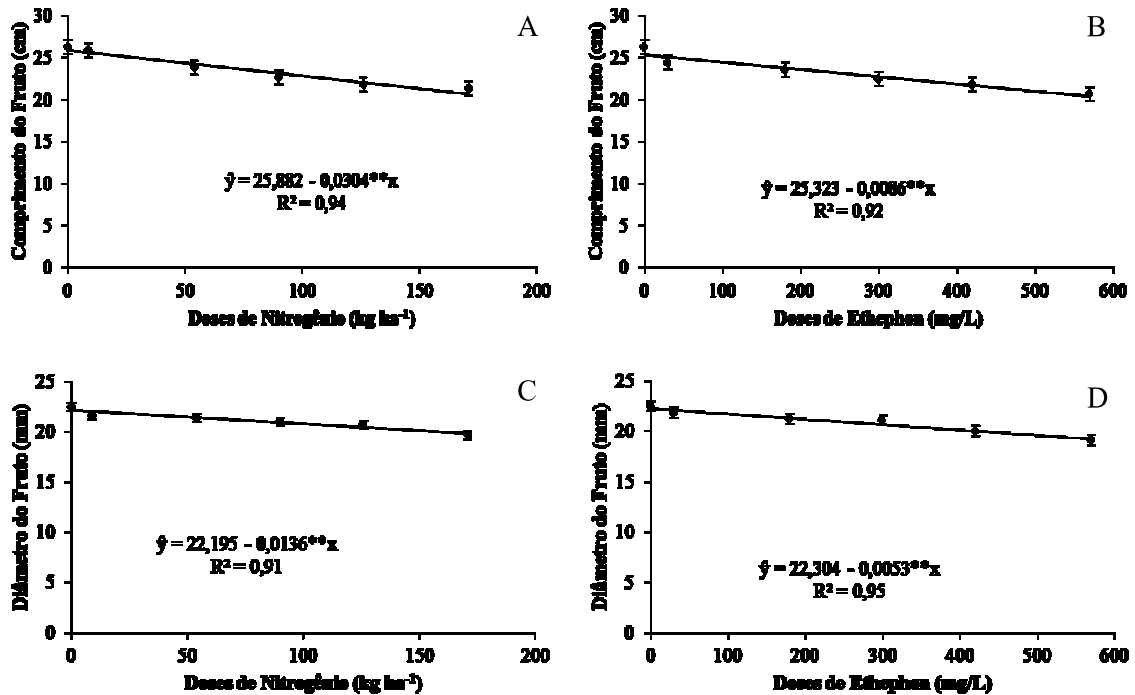 A
Comprimento do Fruto (cm)
30
25
20
15
10
5
0
ŷ = 25,882 - 0,0304**x
R² = 0,94
0 50 100 150 200
Doses de Nitrogênio (kg ha⁻¹)
B
Comprimento do Fruto (cm)
30
25
20
15
10
5
0
ŷ = 25,323 - 0,0086**x
R² = 0,92
0 100 200 300 400 500 600
Doses de Ethephon (mg/L)
C
Diâmetro do Fruto (mm)
25
20
15
10
5
0
ŷ = 22,195 - 0,0136**x
R² = 0,91
0 50 100 150 200
Doses de Nitrogênio (kg ha⁻¹)
D
Diâmetro do Fruto (mm)
25
20
15
10
5
0
ŷ = 22,304 - 0,0053**x
R² = 0,95
0 100 200 300 400 500 600
Doses de Ethephon (mg/L)